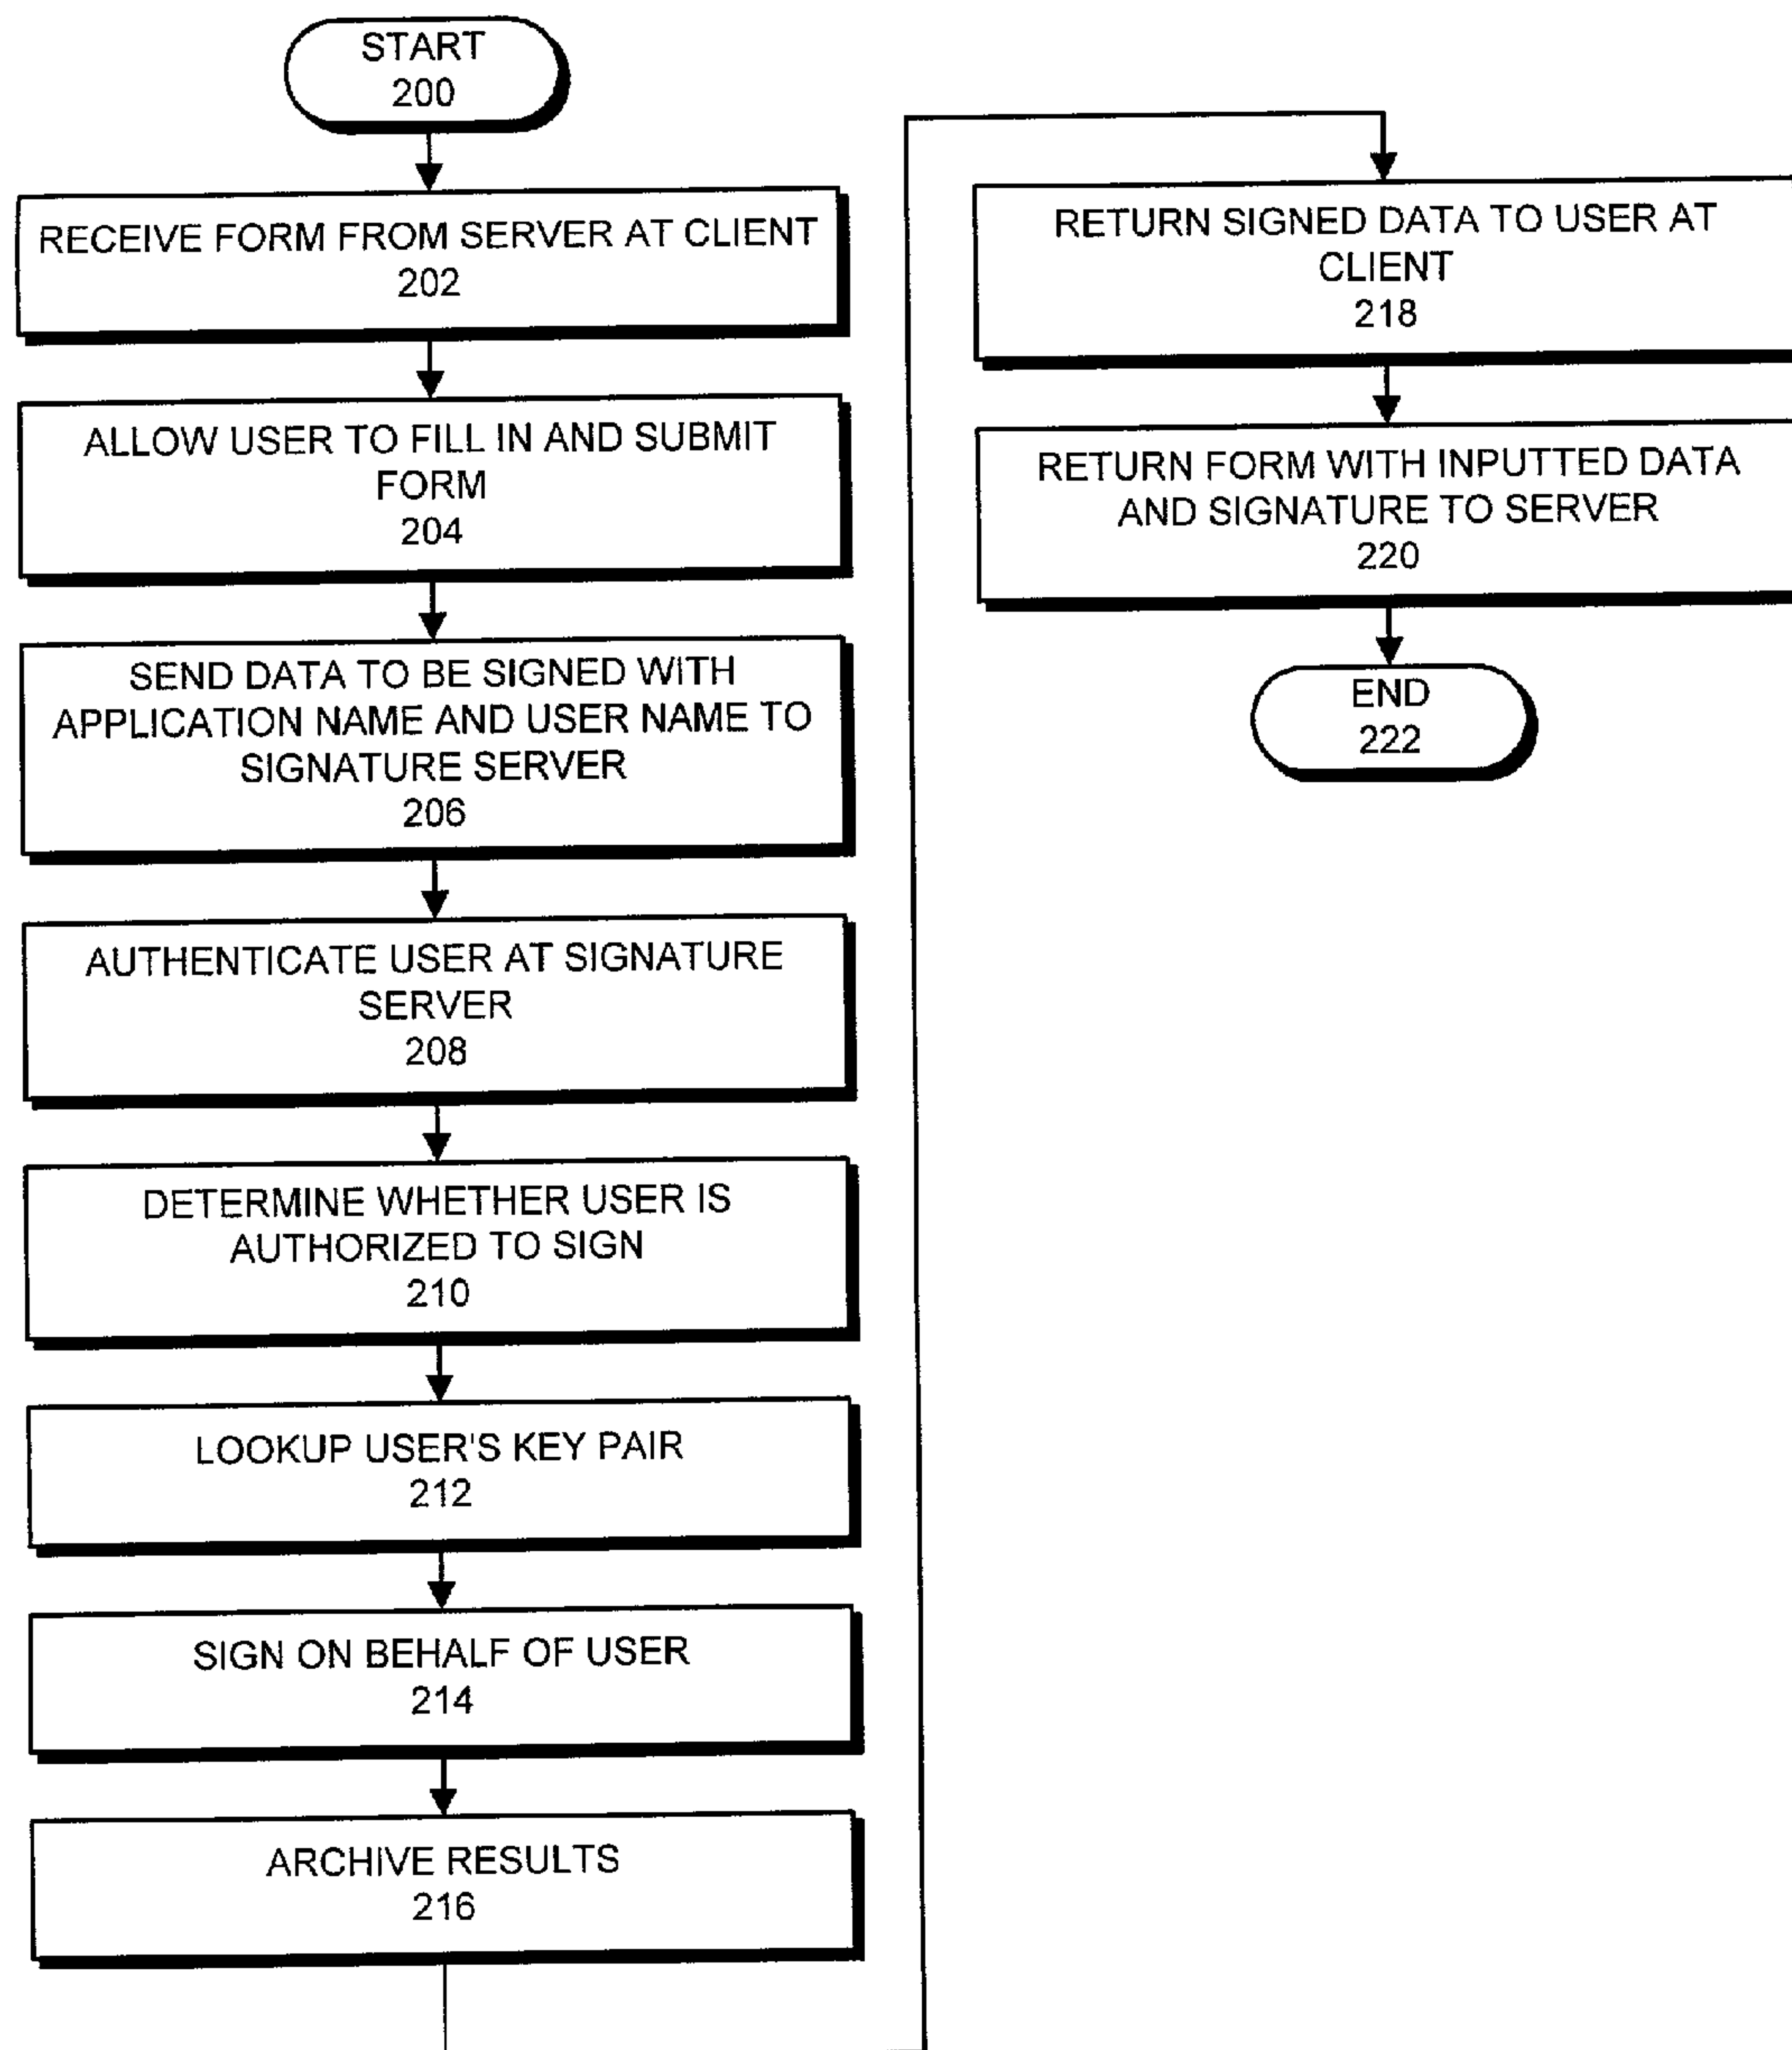 START
200
RECEIVE FORM FROM SERVER AT CLIENT
202
ALLOW USER TO FILL IN AND SUBMIT
FORM
204
SEND DATA TO BE SIGNED WITH
APPLICATION NAME AND USER NAME TO
SIGNATURE SERVER
206
AUTHENTICATE USER AT SIGNATURE
SERVER
208
DETERMINE WHETHER USER IS
AUTHORIZED TO SIGN
210
LOOKUP USER'S KEY PAIR
212
SIGN ON BEHALF OF USER
214
ARCHIVE RESULTS
216
RETURN SIGNED DATA TO USER AT
CLIENT
218
RETURN FORM WITH INPUTTED DATA
AND SIGNATURE TO SERVER
220
END
222